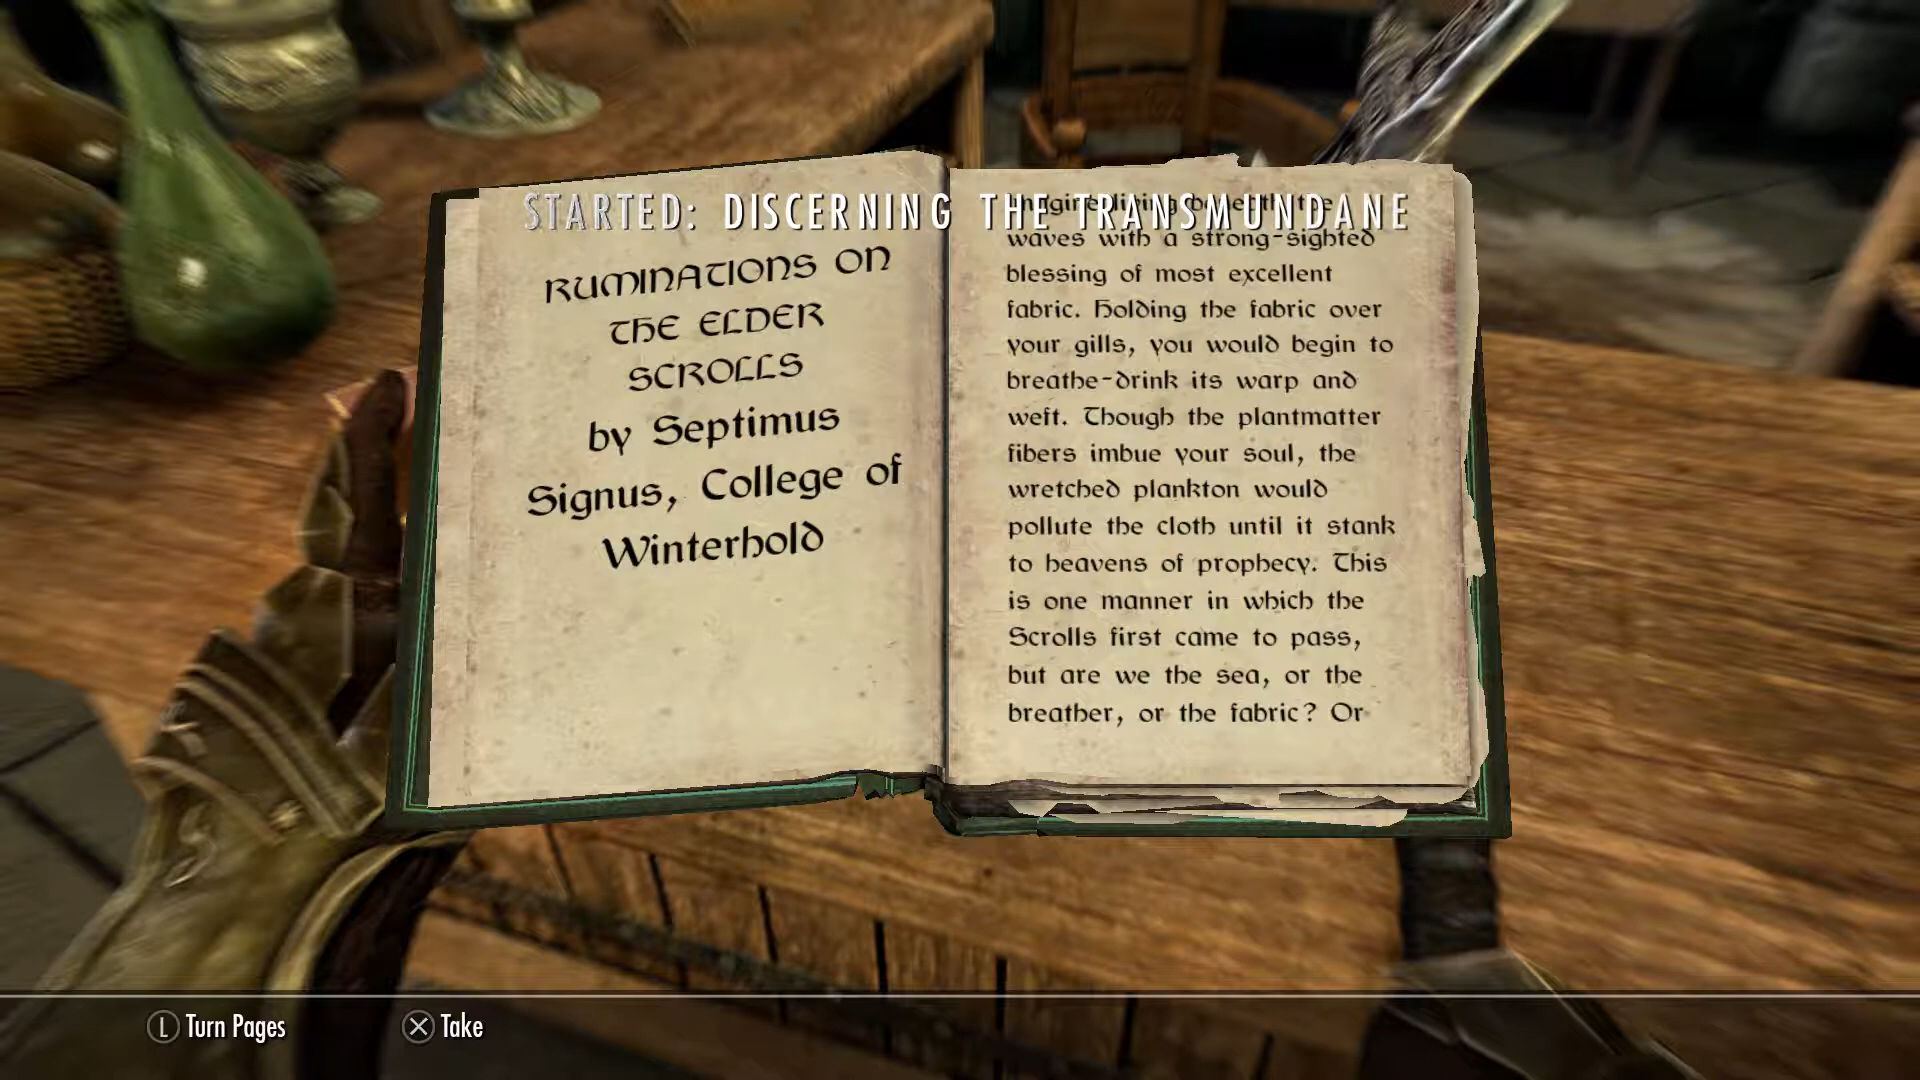 STARTED: DISCERNING THE TRANSMUNDANE
RUMINATIONS ON
THE ELDER
SCROLLS
by Septimus
Signus, College of
Winterhold
Imagine living beneath the
waves with a strong-sighted
blessing of most excellent
fabric. Holding the fabric over
your gills, you would begin to
breathe-drink its warp and
weft. Though the plantmatter
fibers imbue your soul, the
wretched plankton would
pollute the cloth until it stank
to heavens of prophecy. This
is one manner in which the
Scrolls first came to pass,
but are we the sea, or the
breather, or the fabric? Or
L Turn Pages
X Take